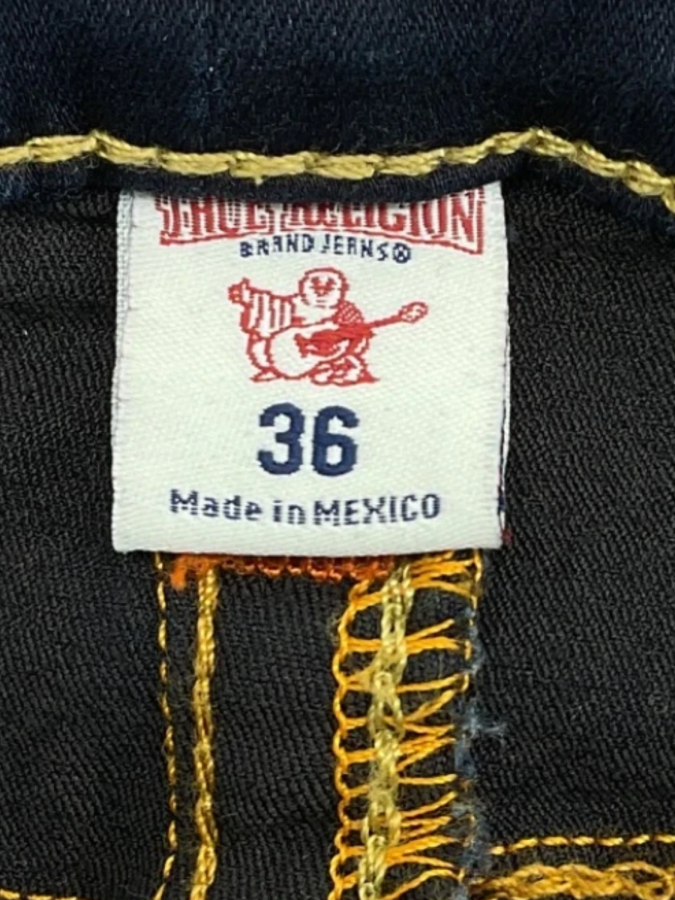 TRUE RELIGION
BRAND JEANS®
36
Made in MEXICO